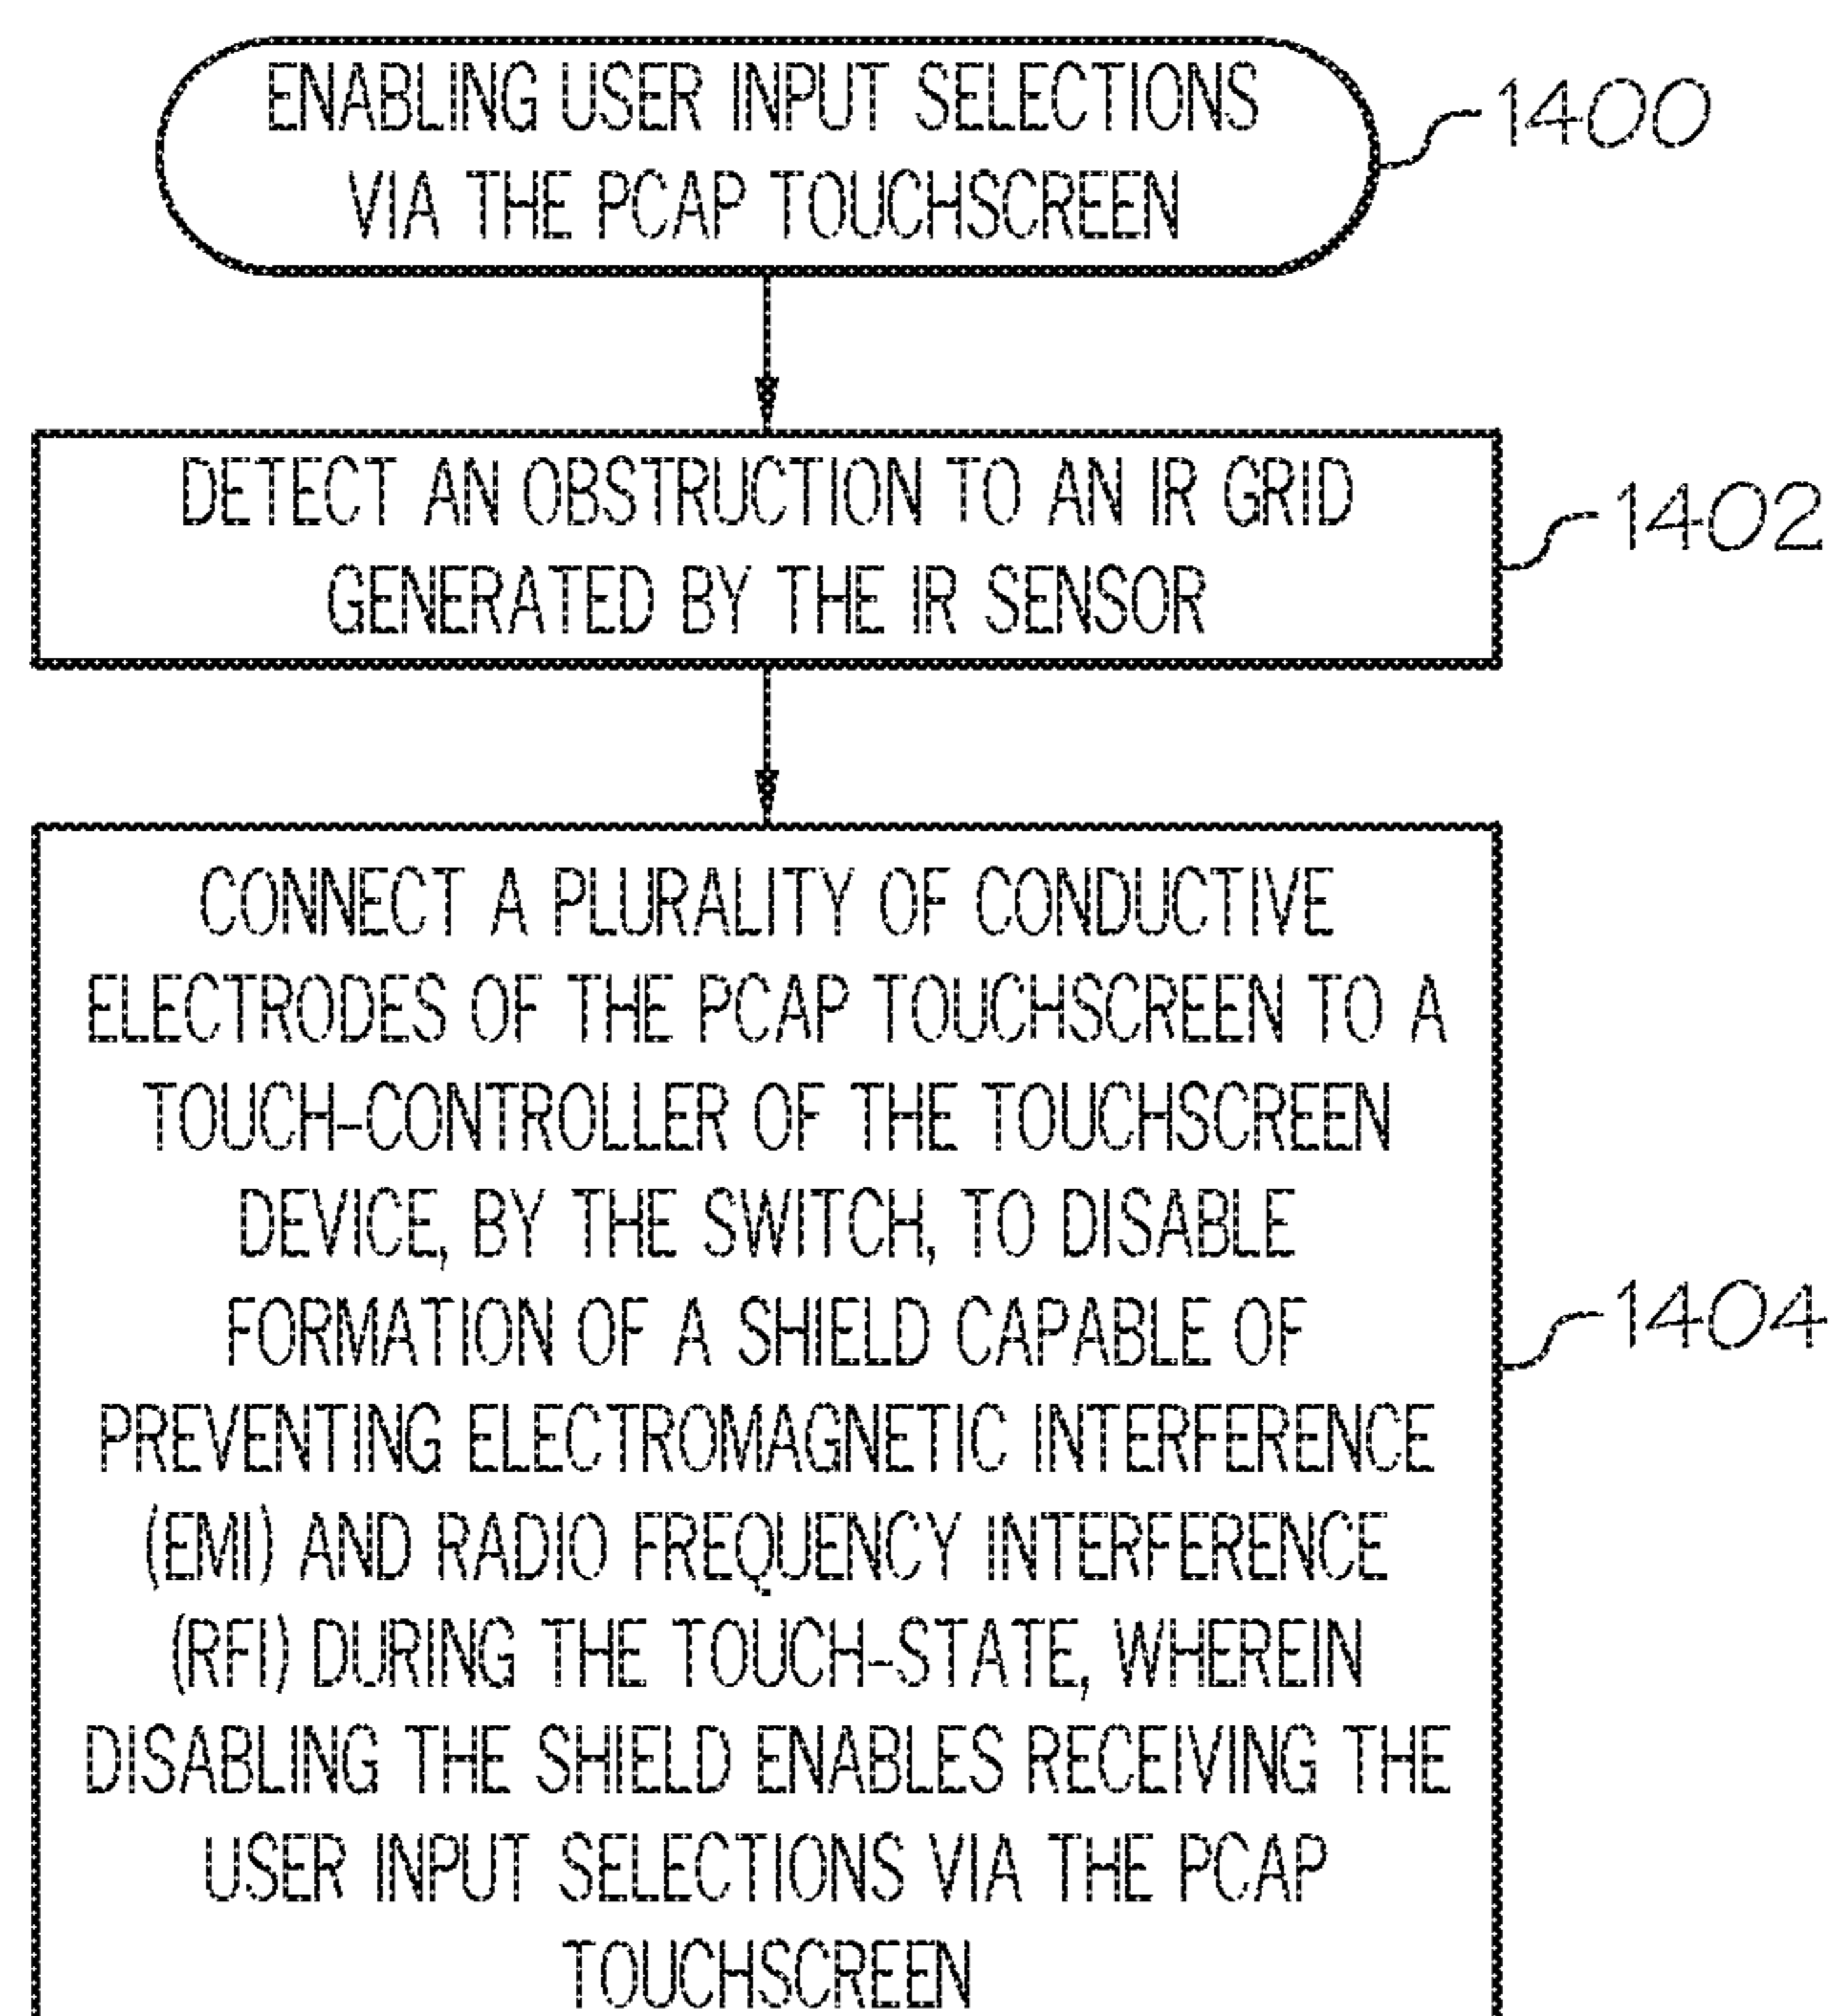 ENABLING USER INPUT SELECTIONS
VIA THE PCAP TOUCHSCREEN
1400
DETECT AN OBSTRUCTION TO AN IR GRID
GENERATED BY THE IR SENSOR
1402
CONNECT A PLURALITY OF CONDUCTIVE
ELECTRODES OF THE PCAP TOUCHSCREEN TO A
TOUCH-CONTROLLER OF THE TOUCHSCREEN
DEVICE, BY THE SWITCH, TO DISABLE
FORMATION OF A SHIELD CAPABLE OF
PREVENTING ELECTROMAGNETIC INTERFERENCE
(EMI) AND RADIO FREQUENCY INTERFERENCE
(RFI) DURING THE TOUCH-STATE, WHEREIN
DISABLING THE SHIELD ENABLES RECEIVING THE
USER INPUT SELECTIONS VIA THE PCAP
TOUCHSCREEN
1404